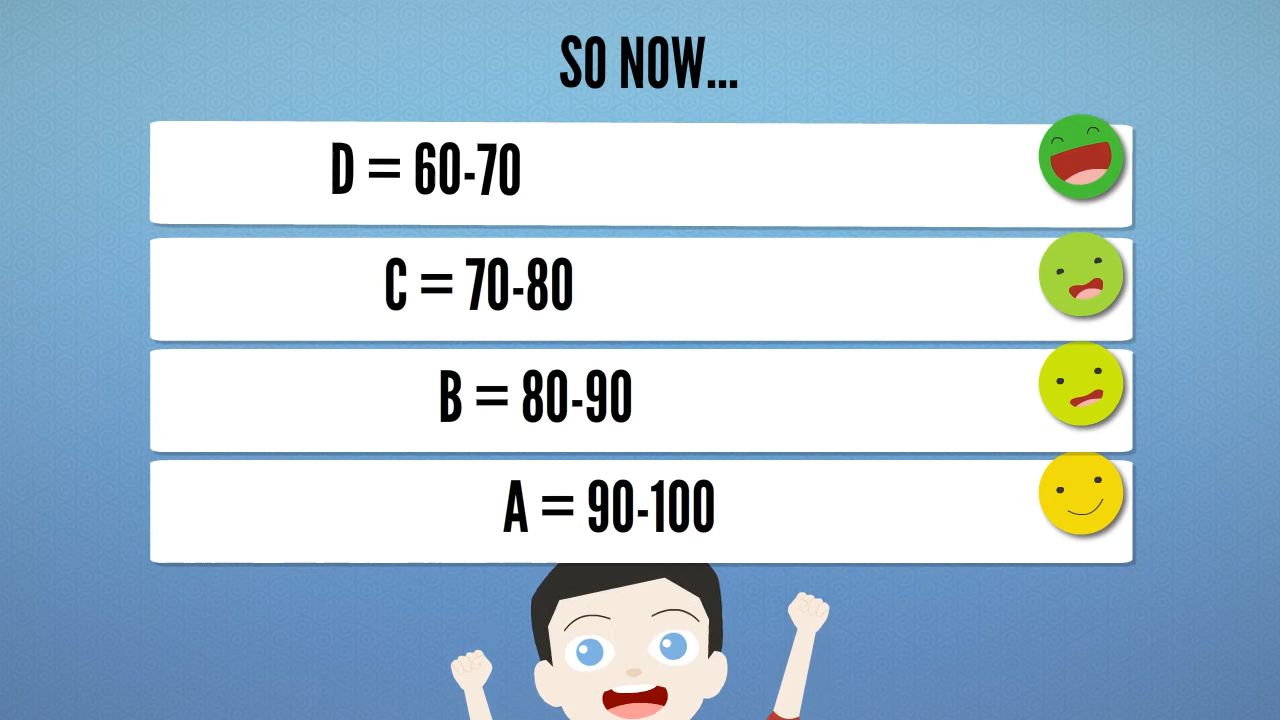 SO NOW...
D = 60-70
C = 70-80
B = 80-90
A = 90-100